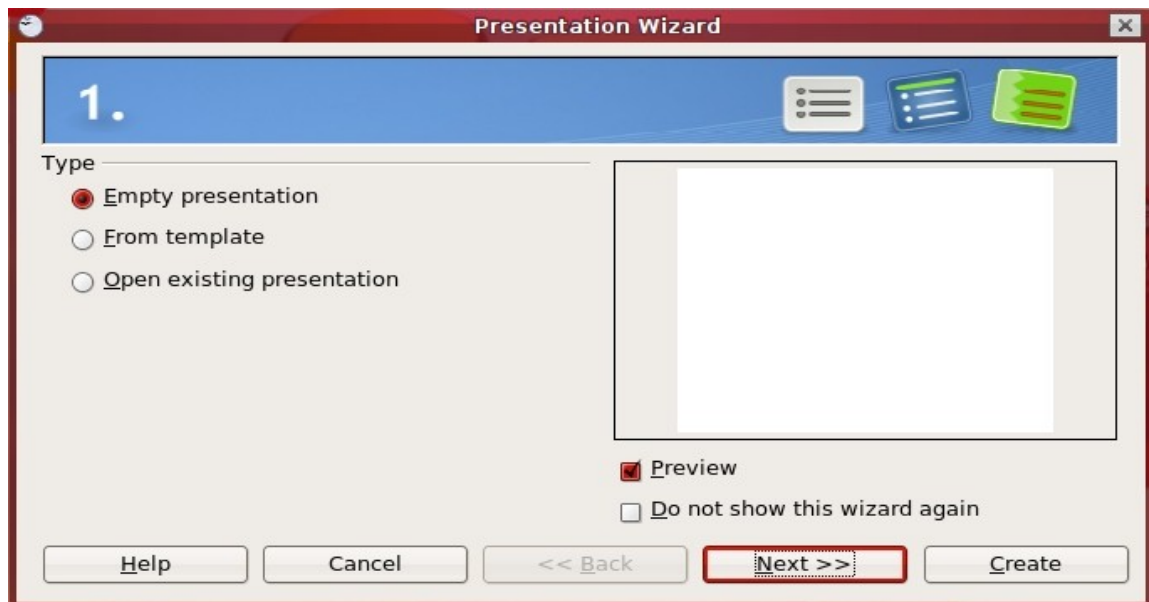 Presentation Wizard
1.
Type
Empty presentation
From template
Open existing presentation
Preview
Do not show this wizard again
Help
Cancel
<< Back
Next >>
Create